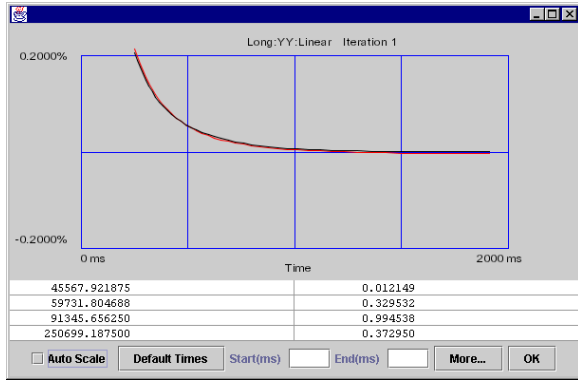 Long:YY:Linear Iteration 1
0.2000%
-0.2000%
0 ms
2000 ms
Time
45567.921875 0.012149
59731.804688 0.329532
91345.656250 0.994538
250699.187500 0.372950
Auto Scale Default Times Start(ms) End(ms) More... OK